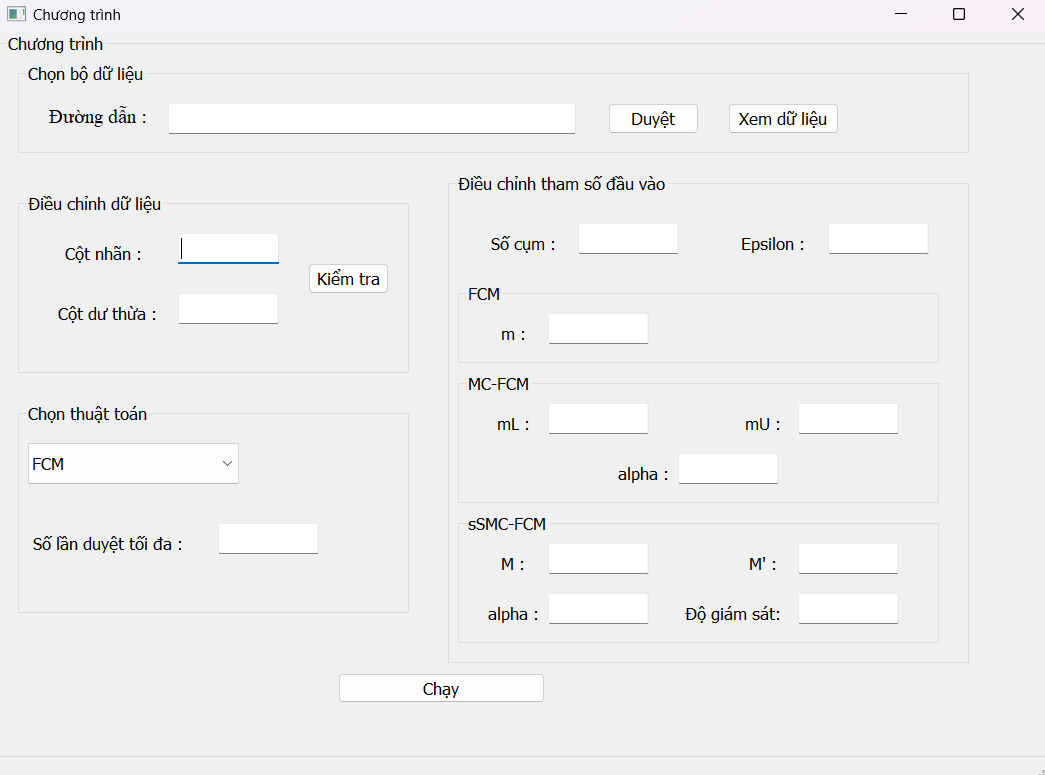 Chương trình
Chương trình
Chọn bộ dữ liệu
Đường dẫn :
Duyệt
Xem dữ liệu
Điều chỉnh dữ liệu
Cột nhãn :
Kiểm tra
Cột dư thừa :
Chọn thuật toán
FCM
Số lần duyệt tối đa :
Điều chỉnh tham số đầu vào
Số cụm :
Epsilon :
FCM
m :
MC-FCM
mL :
mU :
alpha :
sSMC-FCM
M :
M' :
alpha :
Độ giám sát:
Chạy